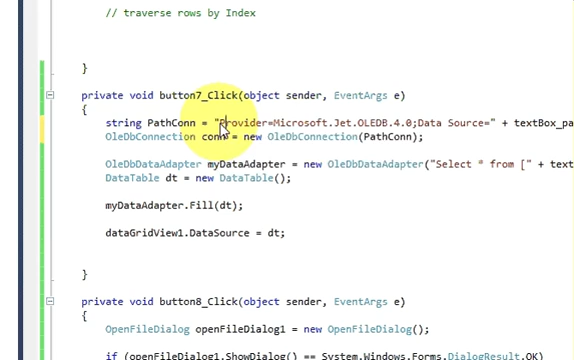 // traverse rows by Index
}
private void button7_Click(object sender, EventArgs e)
{
string PathConn = "Provider=Microsoft.Jet.OLEDB.4.0;Data Source=" + textBox_pa
OleDbConnection conn = new OleDbConnection(PathConn);
OleDbDataAdapter myDataAdapter = new OleDbDataAdapter("Select * from [" + text
DataTable dt = new DataTable();
myDataAdapter.Fill(dt);
dataGridView1.DataSource = dt;
}
private void button8_Click(object sender, EventArgs e)
{
OpenFileDialog openFileDialog1 = new OpenFileDialog();
if (openFileDialog1.ShowDialog() == System.Windows.Forms.DialogResult.OK)